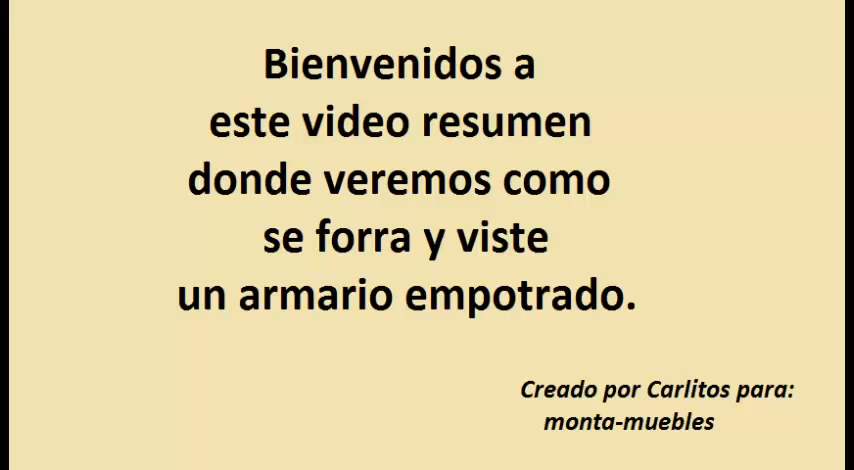 Bienvenidos a
este video resumen
donde veremos como
se forra y viste
un armario empotrado.
Creado por Carlitos para:
monta-muebles